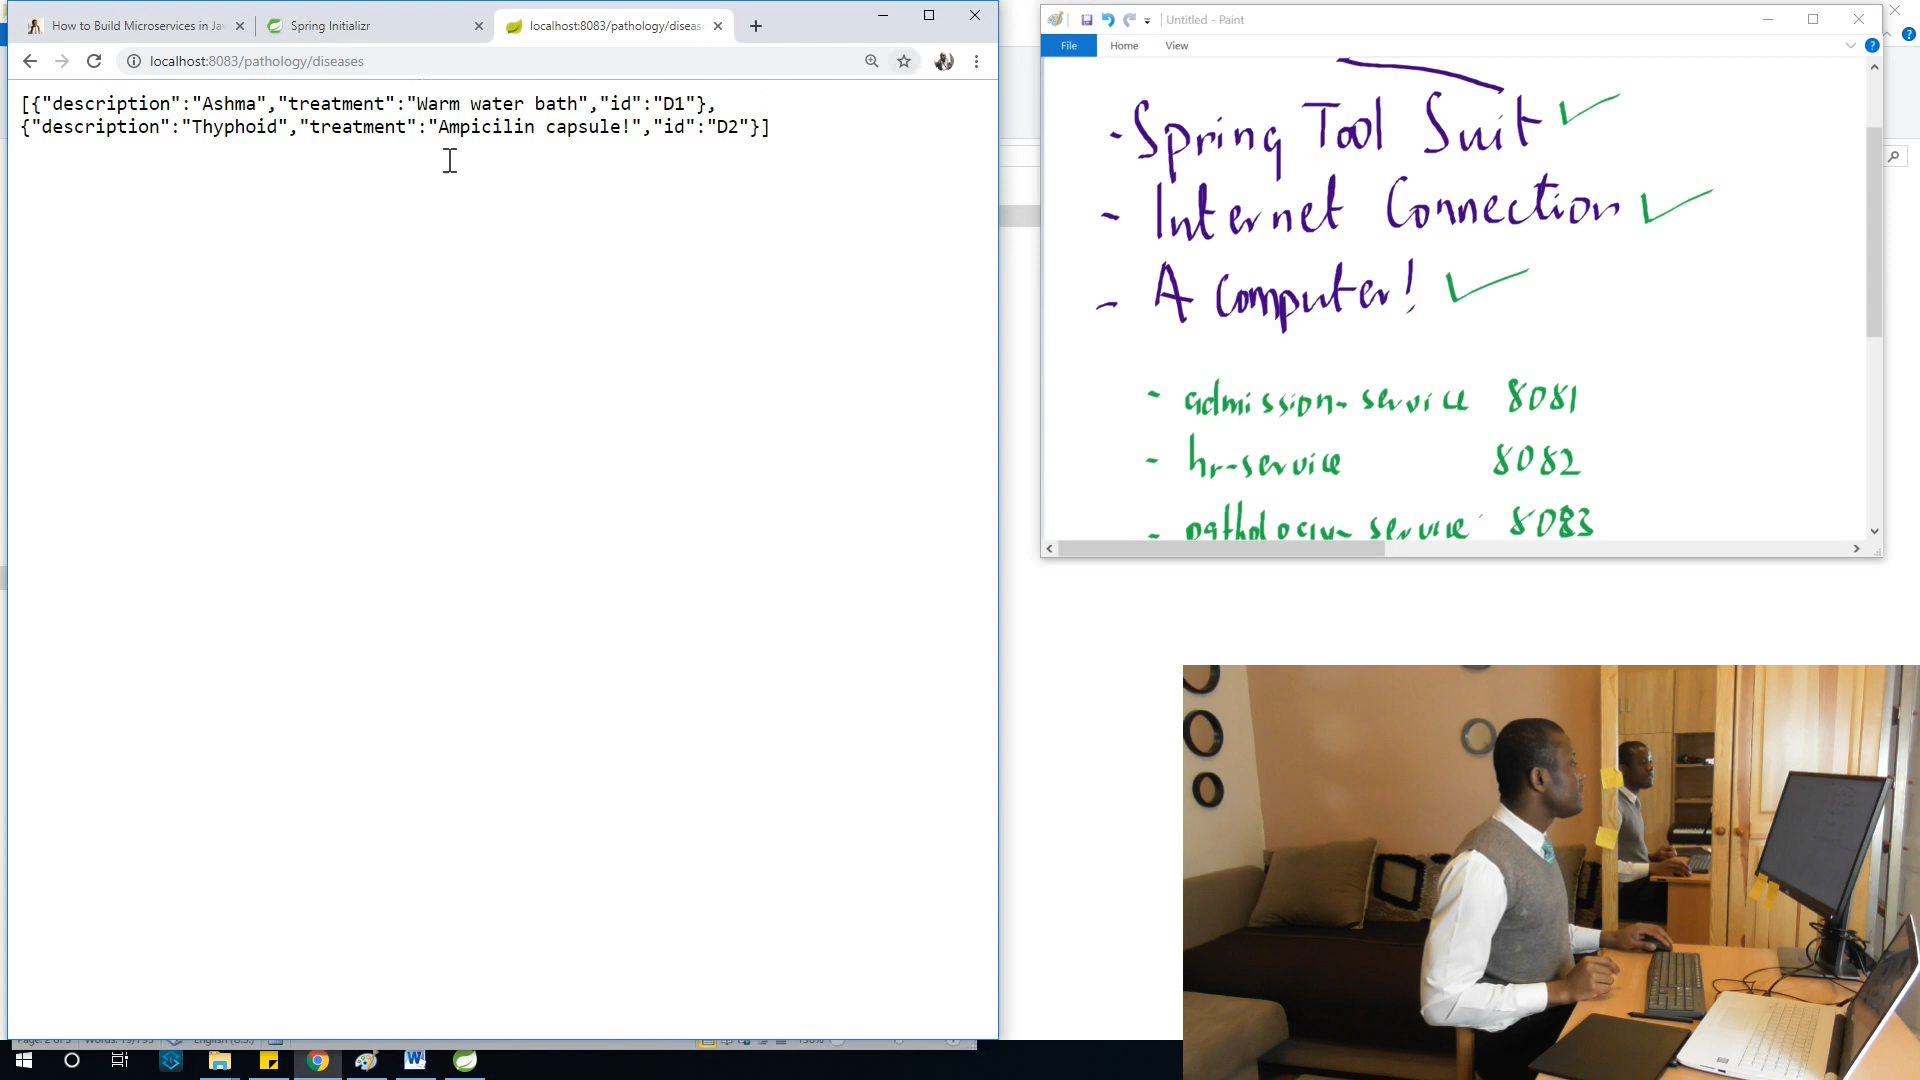 How to Build Microservices in Jav
Spring Initializr
localhost:8083/pathology/diseas
localhost:8083/pathology/diseases
[{"description":"Ashma","treatment":"Warm water bath","id":"D1"},
{"description":"Thyphoid","treatment":"Ampicilin capsule!","id":"D2"}]
Untitled - Paint
File Home View
- Spring Tool Suit
- Internet Connection
- A Computer!
- admission-service 8081
- hr-service 8082
- pathology-service 8083